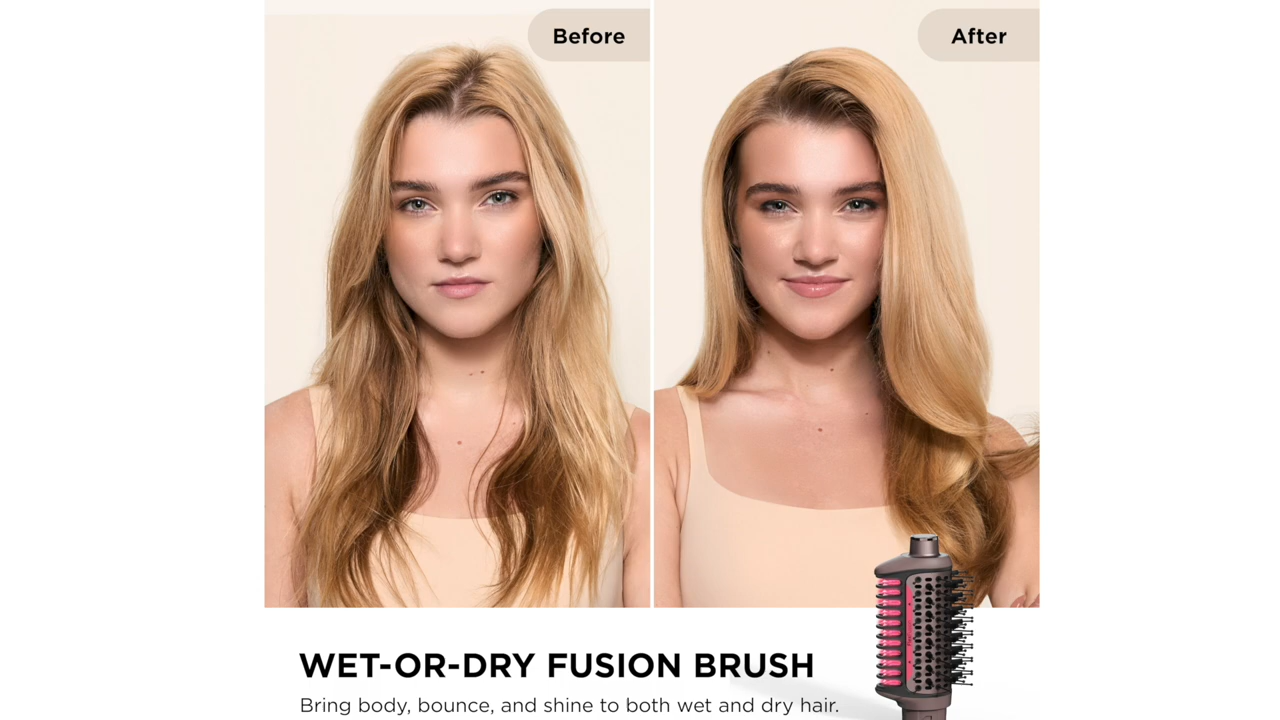 Before
After
WET-OR-DRY FUSION BRUSH
Bring body, bounce, and shine to both wet and dry hair.